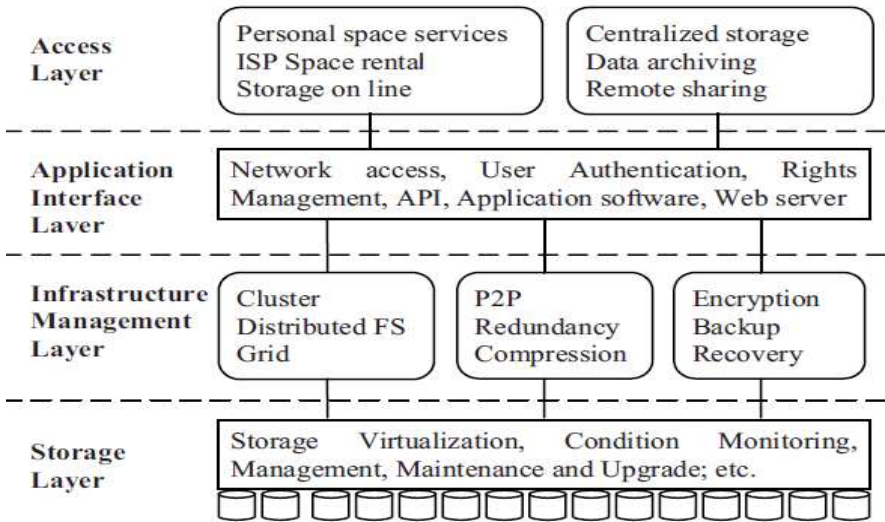 Access
Layer
Personal space services
ISP Space rental
Storage on line
Centralized storage
Data archiving
Remote sharing
Application
Interface
Laver
Network access, User Authentication, Rights
Management, API, Application software, Web server
Infrastructure
Management
Layer
Cluster
Distributed FS
Grid
P2P
Redundancy
Compression
Encryption
Backup
Recovery
Storage
Layer
Storage Virtualization, Condition Monitoring,
Management, Maintenance and Upgrade; etc.